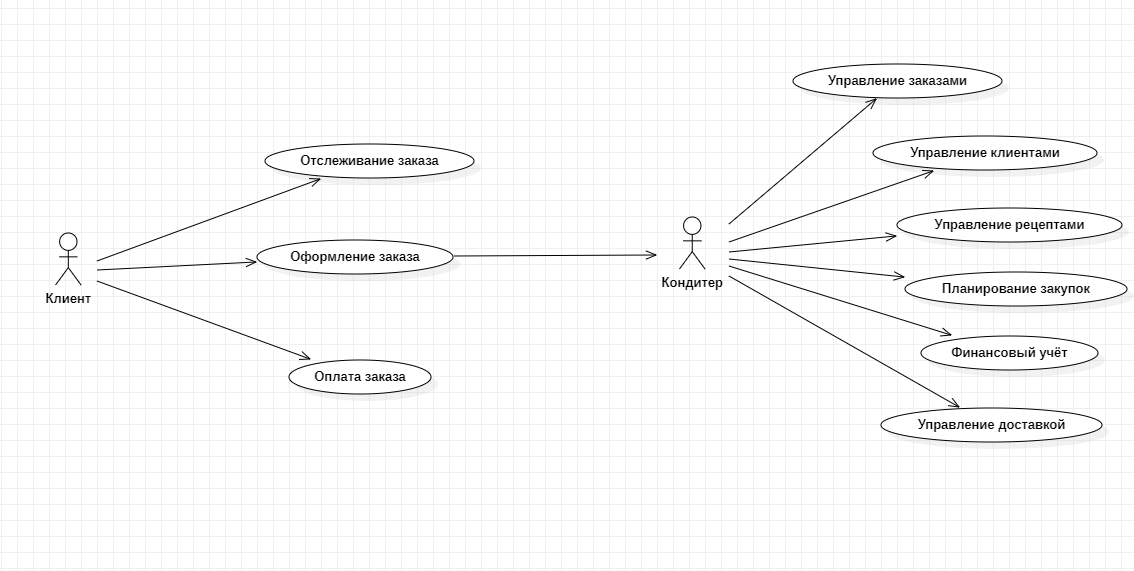 Управление заказами
Управление клиентами
Отслеживание заказа
Управление рецептами
Оформление заказа
Кондитер
Планирование закупок
Клиент
Финансовый учёт
Оплата заказа
Управление доставкой